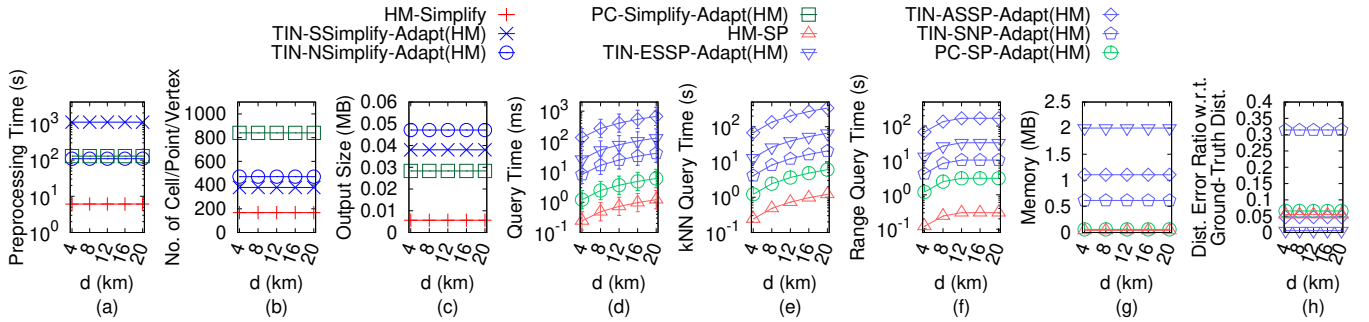 HM-Simplify
TIN-SSimplify-Adapt(HM)
TIN-NSimplify-Adapt(HM)
PC-Simplify-Adapt(HM)
HM-SP
TIN-ESSP-Adapt(HM)
TIN-ASSP-Adapt(HM)
TIN-SNP-Adapt(HM)
PC-SP-Adapt(HM)
Preprocessing Time (s)
10^3
10^2
10^1
10^0
4 8 12 16 20
d (km)
(a)
No. of Cell/Point/Vertex
1000
800
600
400
200
0
4 8 12 16 20
d (km)
(b)
Output Size (MB)
0.06
0.05
0.04
0.03
0.02
0.01
0
4 8 12 16 20
d (km)
(c)
Query Time (ms)
10^3
10^2
10^1
10^0
10^-1
4 8 12 16 20
d (km)
(d)
kNN Query Time (s)
10^2
10^1
10^0
10^-1
4 8 12 16 20
d (km)
(e)
Range Query Time (s)
10^2
10^1
10^0
10^-1
4 8 12 16 20
d (km)
(f)
Memory (MB)
2.5
2
1.5
1
0.5
0
4 8 12 16 20
d (km)
(g)
Dist. Error Ratio w.r.t.
Ground-Truth Dist.
0.4
0.35
0.3
0.25
0.2
0.15
0.1
0.05
0
4 8 12 16 20
d (km)
(h)